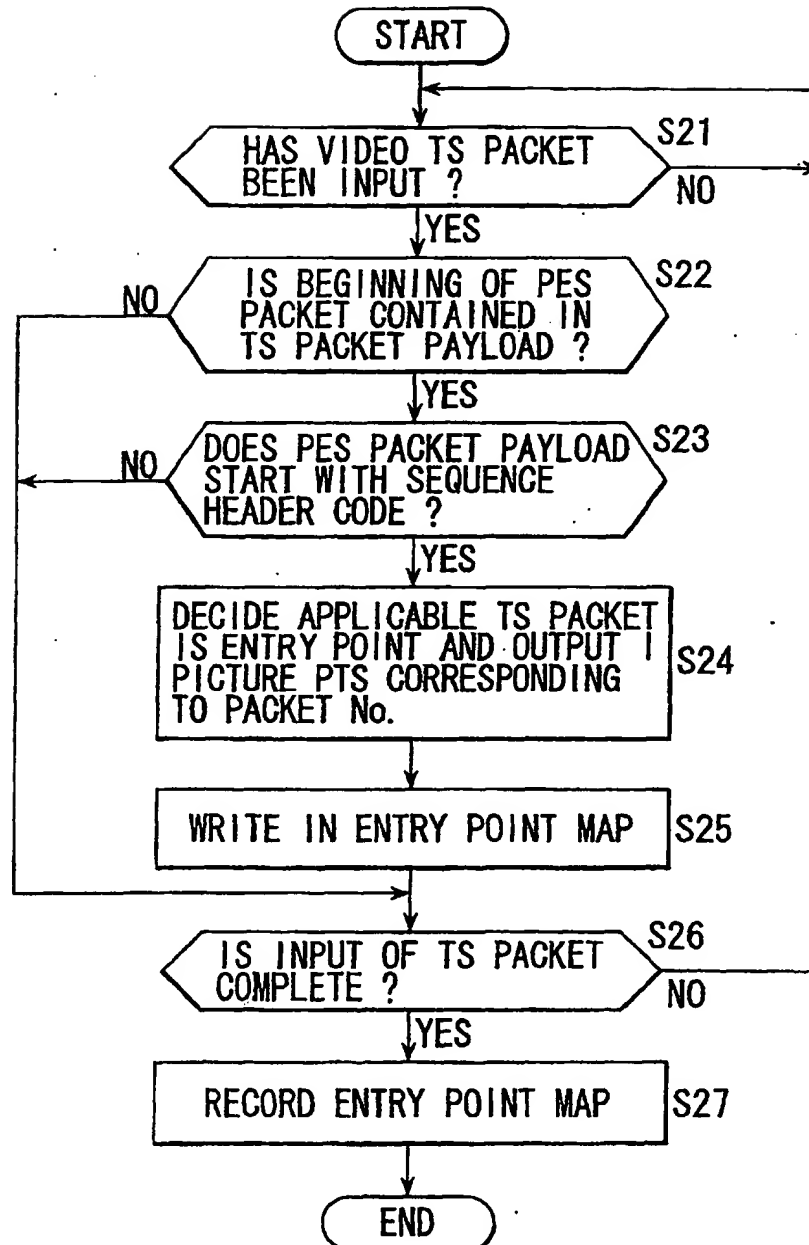 START
HAS VIDEO TS PACKET
BEEN INPUT ?
S21
NO
YES
IS BEGINNING OF PES
PACKET CONTAINED IN
TS PACKET PAYLOAD ?
S22
NO
YES
DOES PES PACKET PAYLOAD
START WITH SEQUENCE
HEADER CODE ?
S23
NO
YES
DECIDE APPLICABLE TS PACKET
IS ENTRY POINT AND OUTPUT I
PICTURE PTS CORRESPONDING
TO PACKET No.
S24
WRITE IN ENTRY POINT MAP
S25
IS INPUT OF TS PACKET
COMPLETE ?
S26
NO
YES
RECORD ENTRY POINT MAP
S27
END